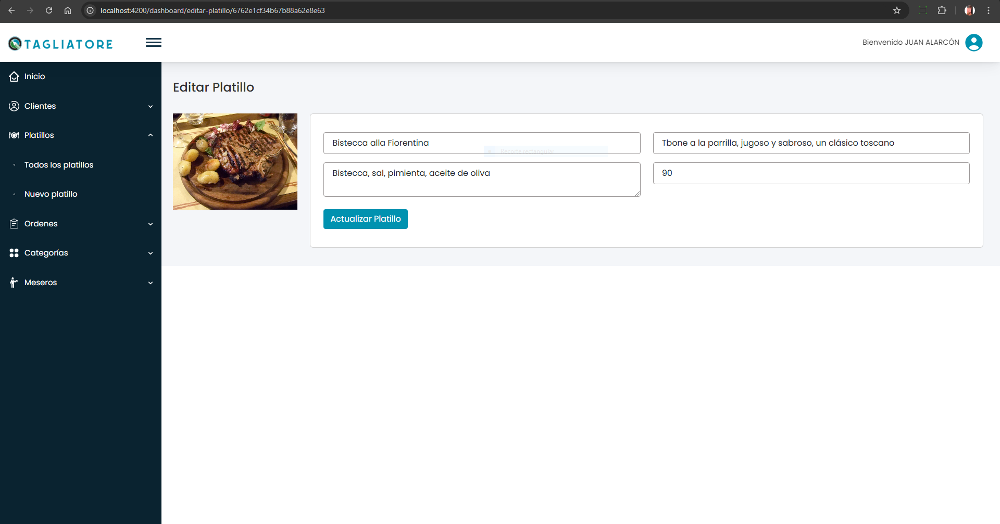 localhost:4200/dashboard/editar-platillo/6762e1cf34b67b88a62e8e63
TAGLIATORE
Bienvenido JUAN ALARCÓN
Inicio
Clientes
Platillos
Todos los platillos
Nuevo platillo
Ordenes
Categorías
Meseros
Editar Platillo
Bistecca alla Fiorentina
Tbone a la parrilla, jugoso y sabroso, un clásico toscano
Recorte rectangular
Bistecca, sal, pimienta, aceite de oliva
90
Actualizar Platillo